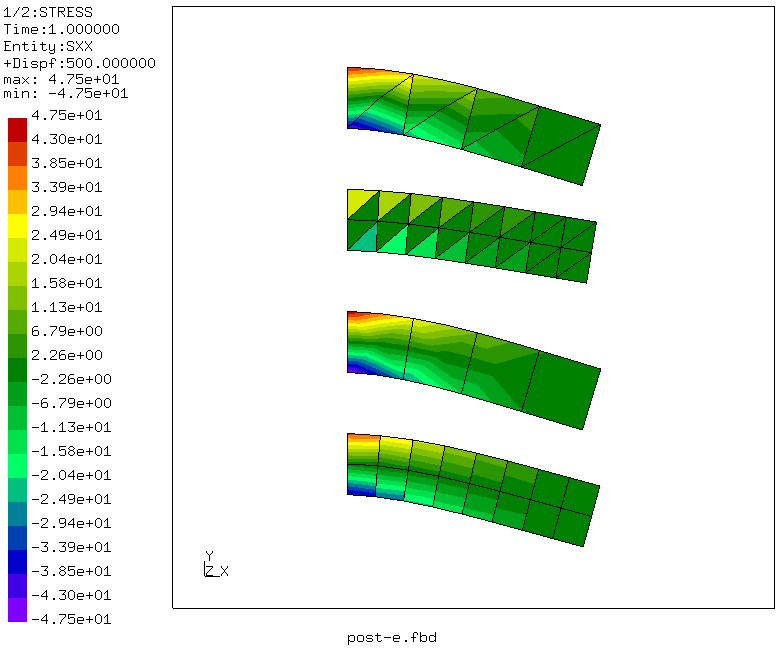 1/2:STRESS
Time:1.000000
Entity:SXX
+Dispf:500.000000
max: 4.75e+01
min: -4.75e+01
4.75e+01
4.30e+01
3.85e+01
3.39e+01
2.94e+01
2.49e+01
2.04e+01
1.58e+01
1.13e+01
6.79e+00
2.26e+00
-2.26e+00
-6.79e+00
-1.13e+01
-1.58e+01
-2.04e+01
-2.49e+01
-2.94e+01
-3.39e+01
-3.85e+01
-4.30e+01
-4.75e+01
Y
Z X
post-e.fbd